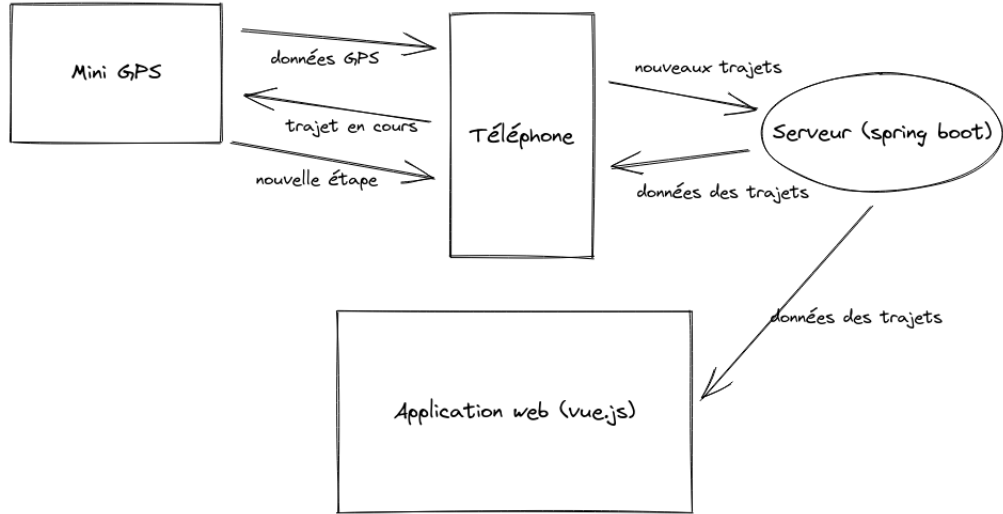 Mini GPS
données GPS
trajet en cours
nouvelle étape
Téléphone
nouveaux trajets
Serveur (spring boot)
données des trajets
données des trajets
Application web (vue.js)